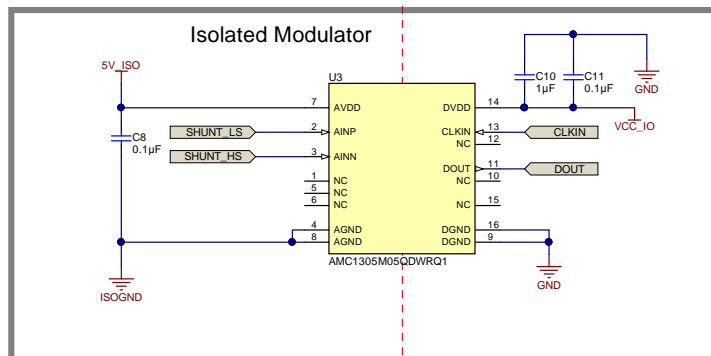 Isolated Modulator
5V_ISO
U3
C10
1µF
C11
0.1µF
GND
7 AVDD DVDD 14
VCC_IO
C8
0.1µF
SHUNT_LS 2 AINP CLKIN 13 CLKIN
NC 12
SHUNT_HS 3 AINN
DOUT 11 DOUT
1 NC NC 10
5 NC
6 NC NC 15
4 AGND DGND 16
8 AGND DGND 9
AMC1305M05QDWRQ1
ISOGND
GND